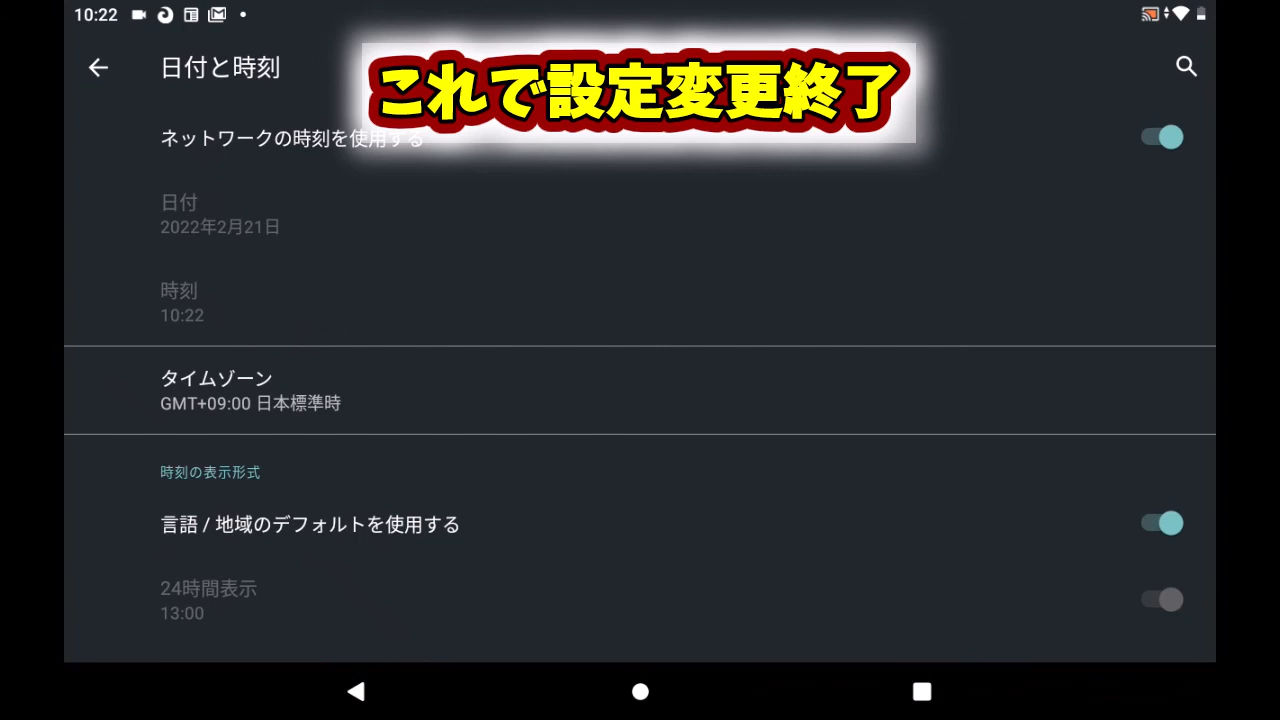 10:22
日付と時刻
これで設定変更終了
ネットワークの時刻を使用する
日付
2022年2月21日
時刻
10:22
タイムゾーン
GMT+09:00 日本標準時
時刻の表示形式
言語 / 地域のデフォルトを使用する
24時間表示
13:00